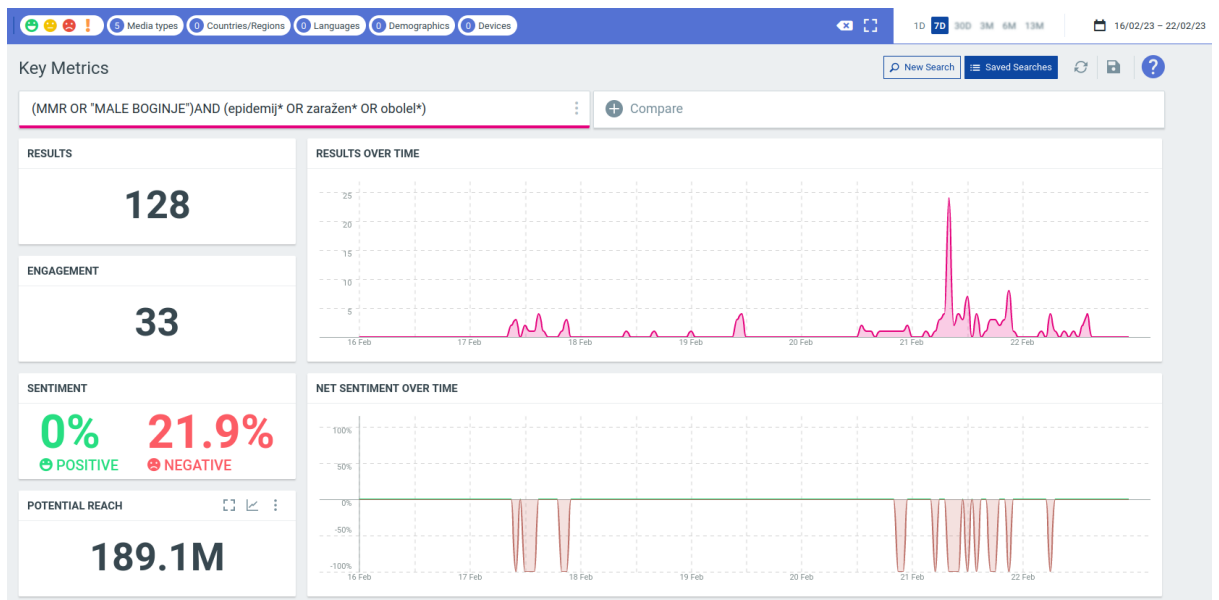 5 Media types 0 Countries/Regions 0 Languages 0 Demographics 0 Devices 1D 7D 30D 3M 6M 13M 16/02/23 – 22/02/23
Key Metrics
New Search Saved Searches ?
(MMR OR "MALE BOGINJE")AND (epidemij* OR zaražen* OR obolel*) Compare
RESULTS
128
RESULTS OVER TIME
25
20
15
10
5
16 Feb 17 Feb 18 Feb 19 Feb 20 Feb 21 Feb 22 Feb
ENGAGEMENT
33
SENTIMENT
0% 21.9%
POSITIVE NEGATIVE
NET SENTIMENT OVER TIME
100%
50%
0%
-50%
-100%
16 Feb 17 Feb 18 Feb 19 Feb 20 Feb 21 Feb 22 Feb
POTENTIAL REACH
189.1M